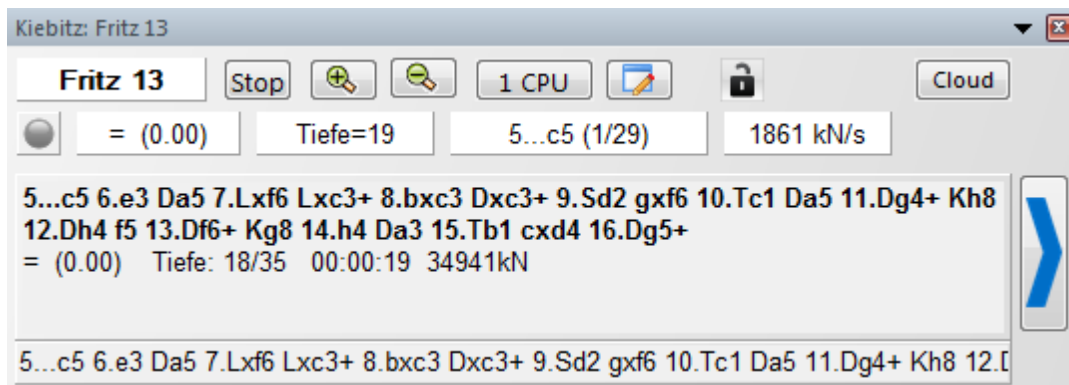 Kiebitz: Fritz 13
Fritz 13 Stop 1 CPU Cloud
= (0.00) Tiefe=19 5...c5 (1/29) 1861 kN/s
5...c5 6.e3 Da5 7.Lxf6 Lxc3+ 8.bxc3 Dxc3+ 9.Sd2 gxf6 10.Tc1 Da5 11.Dg4+ Kh8
12.Dh4 f5 13.Df6+ Kg8 14.h4 Da3 15.Tb1 cxd4 16.Dg5+
= (0.00) Tiefe: 18/35 00:00:19 34941kN
5...c5 6.e3 Da5 7.Lxf6 Lxc3+ 8.bxc3 Dxc3+ 9.Sd2 gxf6 10.Tc1 Da5 11.Dg4+ Kh8 12.